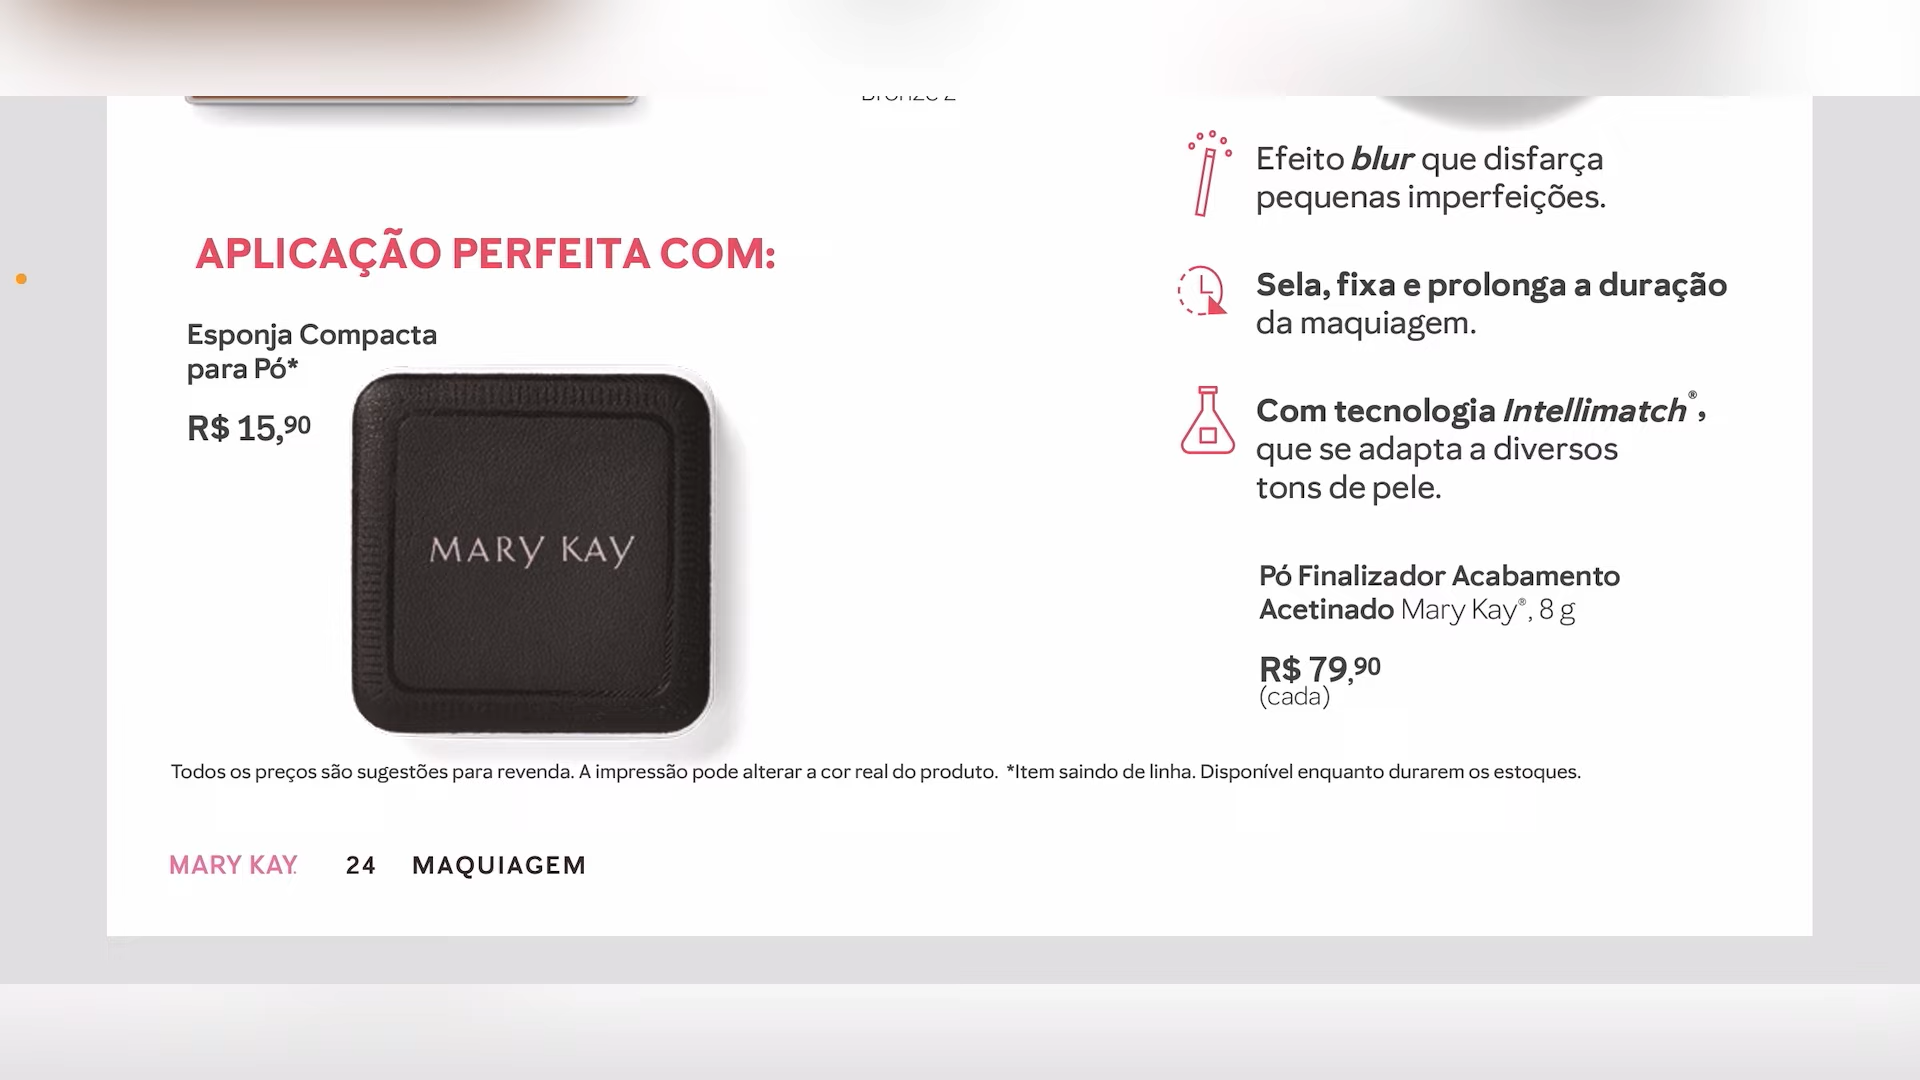 APLICAÇÃO PERFEITA COM:
Esponja Compacta
para Pó*
R$ 15,90
MARY KAY
Efeito blur que disfarça
pequenas imperfeições.
Sela, fixa e prolonga a duração
da maquiagem.
Com tecnologia Intellimatch®,
que se adapta a diversos
tons de pele.
Pó Finalizador Acabamento
Acetinado Mary Kay®, 8 g
R$ 79,90
(cada)
Todos os preços são sugestões para revenda. A impressão pode alterar a cor real do produto. *Item saindo de linha. Disponível enquanto durarem os estoques.
MARY KAY. 24 MAQUIAGEM